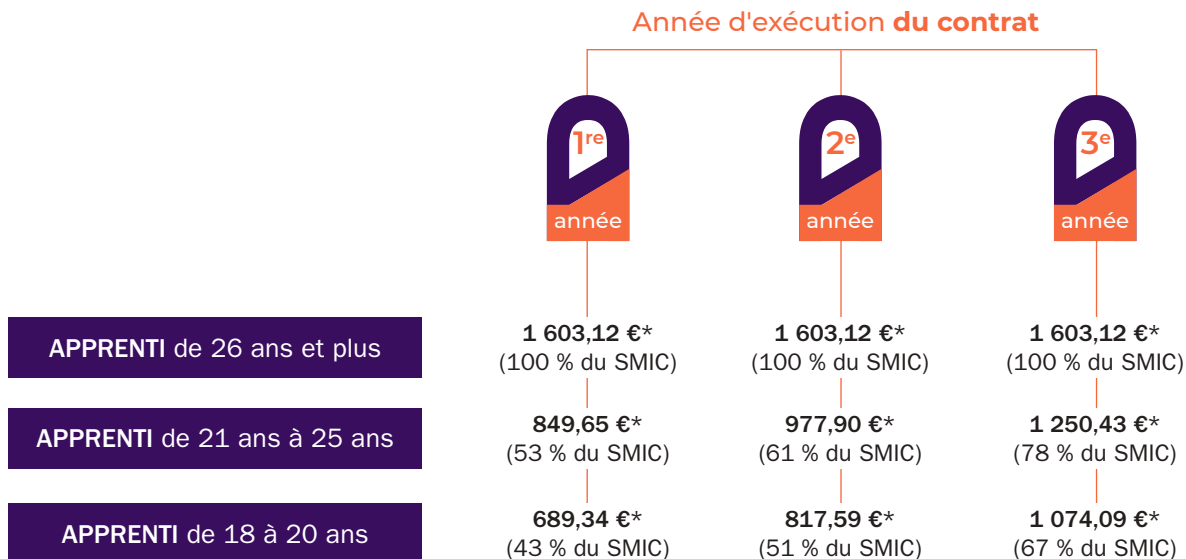 Année d'exécution du contrat
1re année
2e année
3e année
APPRENTI de 26 ans et plus
1 603,12 €*
(100 % du SMIC)
1 603,12 €*
(100 % du SMIC)
1 603,12 €*
(100 % du SMIC)
APPRENTI de 21 ans à 25 ans
849,65 €*
(53 % du SMIC)
977,90 €*
(61 % du SMIC)
1 250,43 €*
(78 % du SMIC)
APPRENTI de 18 à 20 ans
689,34 €*
(43 % du SMIC)
817,59 €*
(51 % du SMIC)
1 074,09 €*
(67 % du SMIC)